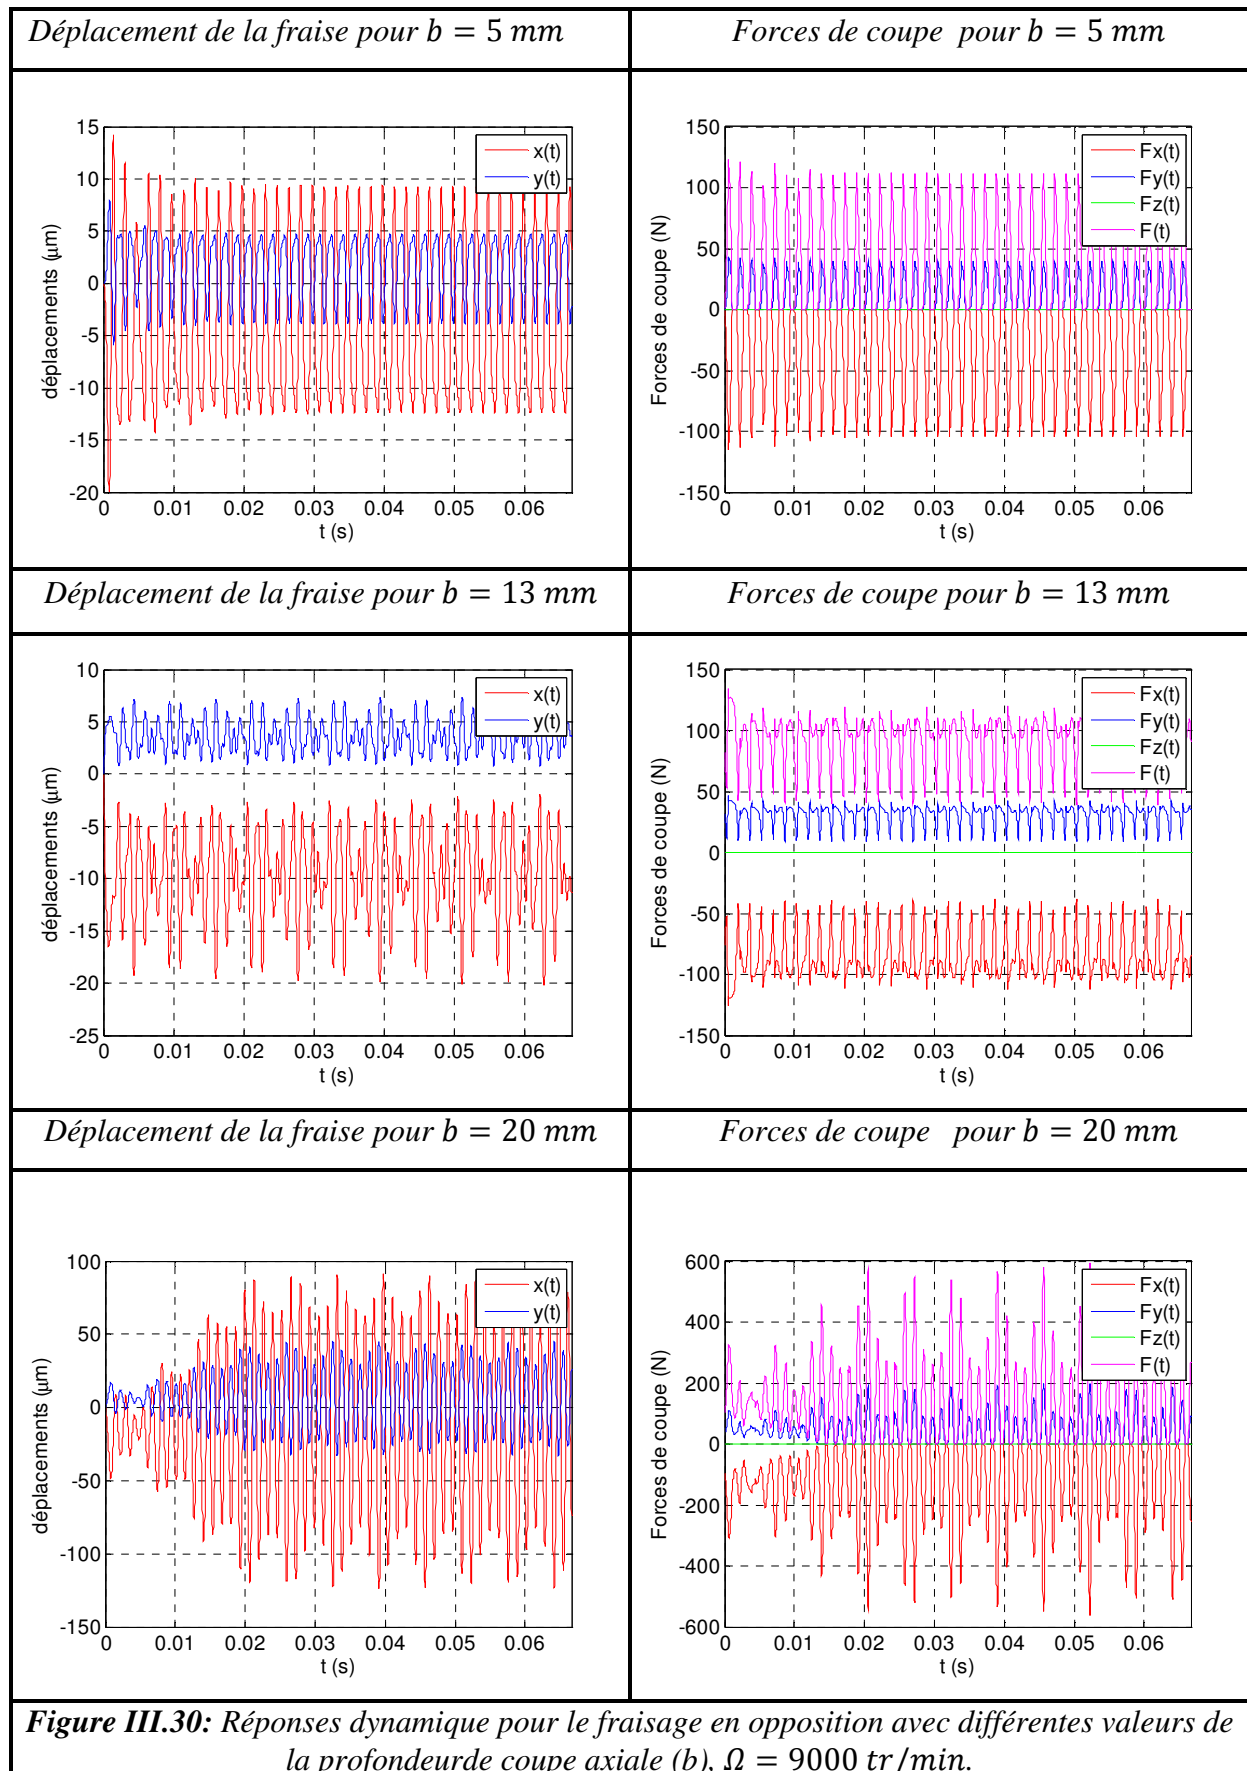 Déplacement de la fraise pour b = 5 mm
Forces de coupe pour b = 5 mm
15
10
5
0
-5
-10
-15
-20
0 0.01 0.02 0.03 0.04 0.05 0.06
t (s)
déplacements (μm)
x(t)
y(t)
150
100
50
0
-50
-100
-150
0 0.01 0.02 0.03 0.04 0.05 0.06
t (s)
Forces de coupe (N)
Fx(t)
Fy(t)
Fz(t)
F(t)
Déplacement de la fraise pour b = 13 mm
Forces de coupe pour b = 13 mm
10
5
0
-5
-10
-15
-20
-25
0 0.01 0.02 0.03 0.04 0.05 0.06
t (s)
déplacements (μm)
x(t)
y(t)
150
100
50
0
-50
-100
-150
0 0.01 0.02 0.03 0.04 0.05 0.06
t (s)
Forces de coupe (N)
Fx(t)
Fy(t)
Fz(t)
F(t)
Déplacement de la fraise pour b = 20 mm
Forces de coupe pour b = 20 mm
100
50
0
-50
-100
-150
0 0.01 0.02 0.03 0.04 0.05 0.06
t (s)
déplacements (μm)
x(t)
y(t)
600
400
200
0
-200
-400
-600
0 0.01 0.02 0.03 0.04 0.05 0.06
t (s)
Forces de coupe (N)
Fx(t)
Fy(t)
Fz(t)
F(t)
Figure III.30: Réponses dynamique pour le fraisage en opposition avec différentes valeurs de
la profondeurde coupe axiale (b), Ω = 9000 tr/min.